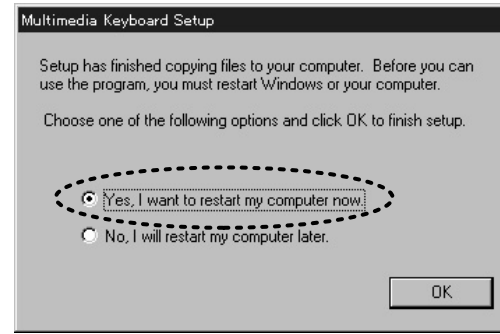 Multimedia Keyboard Setup
Setup has finished copying files to your computer. Before you can
use the program, you must restart Windows or your computer.
Choose one of the following options and click OK to finish setup.
Yes, I want to restart my computer now.
No, I will restart my computer later.
OK